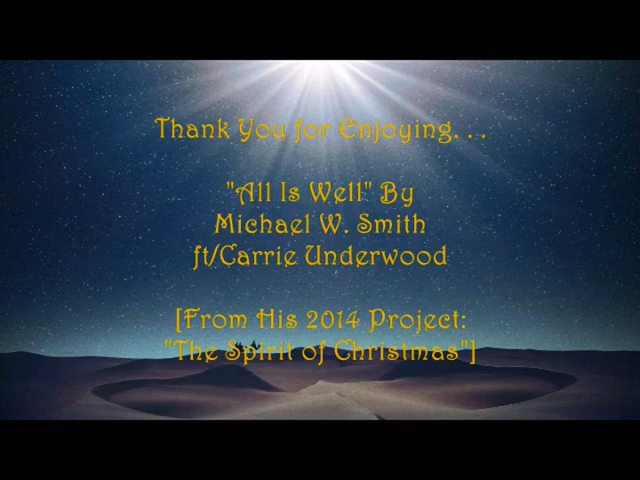 Thank You for Enjoying. . .
"All Is Well" By
Michael W. Smith
ft/Carrie Underwood
[From His 2014 Project:
"The Spirit of Christmas"]